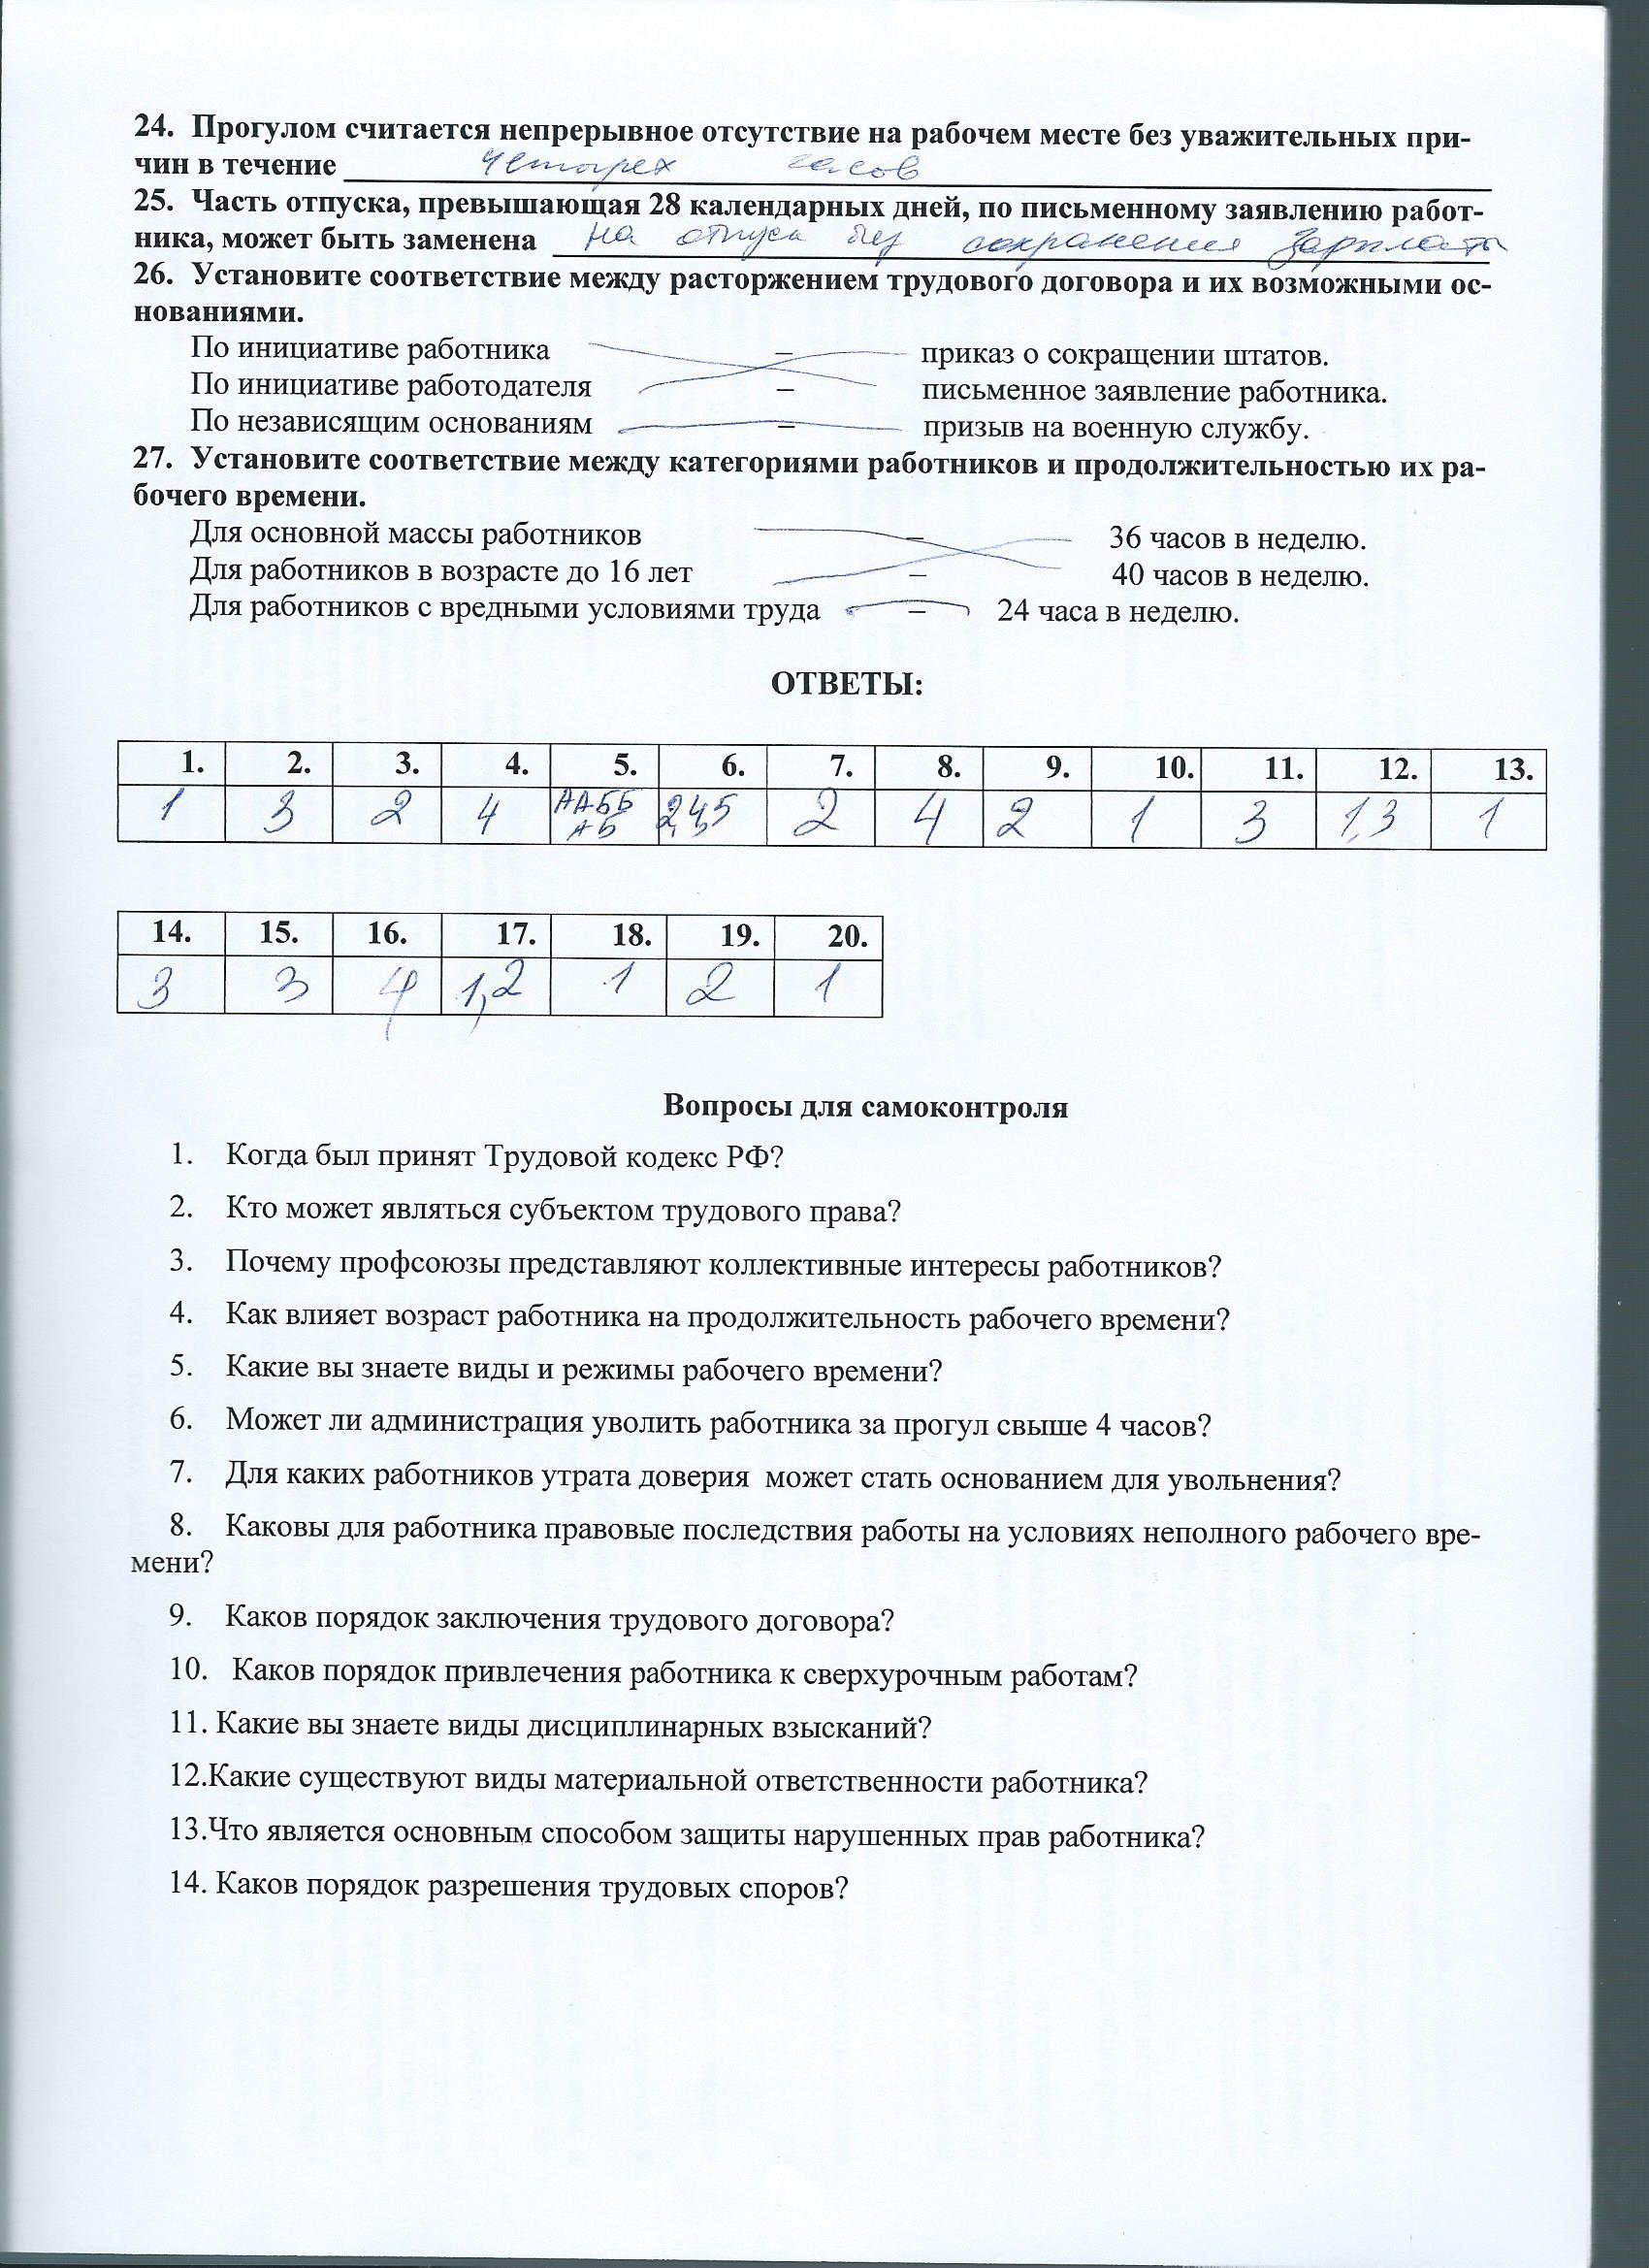 24. Прогулом считается непрерывное отсутствие на рабочем месте без уважительных при-
чин в течение четырех часов
25. Часть отпуска, превышающая 28 календарных дней, по письменному заявлению работ-
ника, может быть заменена на отпуск без сохранения зарплаты
26. Установите соответствие между расторжением трудового договора и их возможными ос-
нованиями.
По инициативе работника – приказ о сокращении штатов.
По инициативе работодателя – письменное заявление работника.
По независящим основаниям – призыв на военную службу.
27. Установите соответствие между категориями работников и продолжительностью их ра-
бочего времени.
Для основной массы работников – 36 часов в неделю.
Для работников в возрасте до 16 лет – 40 часов в неделю.
Для работников с вредными условиями труда – 24 часа в неделю.
ОТВЕТЫ:
1. 2. 3. 4. 5. 6. 7. 8. 9. 10. 11. 12. 13.
1 3 2 4 ААББ 2,4,5 2 4 2 1 3 1,3 1
АБ
14. 15. 16. 17. 18. 19. 20.
3 3 4 1,2 1 2 1
Вопросы для самоконтроля
1. Когда был принят Трудовой кодекс РФ?
2. Кто может являться субъектом трудового права?
3. Почему профсоюзы представляют коллективные интересы работников?
4. Как влияет возраст работника на продолжительность рабочего времени?
5. Какие вы знаете виды и режимы рабочего времени?
6. Может ли администрация уволить работника за прогул свыше 4 часов?
7. Для каких работников утрата доверия может стать основанием для увольнения?
8. Каковы для работника правовые последствия работы на условиях неполного рабочего вре-
мени?
9. Каков порядок заключения трудового договора?
10. Каков порядок привлечения работника к сверхурочным работам?
11. Какие вы знаете виды дисциплинарных взысканий?
12.Какие существуют виды материальной ответственности работника?
13.Что является основным способом защиты нарушенных прав работника?
14. Каков порядок разрешения трудовых споров?